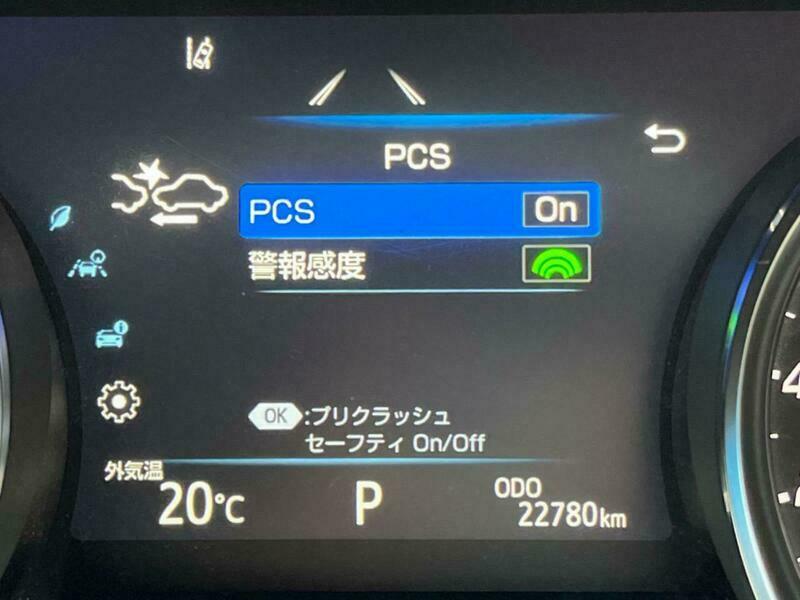 PCS
PCS On
警報感度
OK :プリクラッシュ
セーフティ On/Off
外気温
20℃ P ODO
22780km